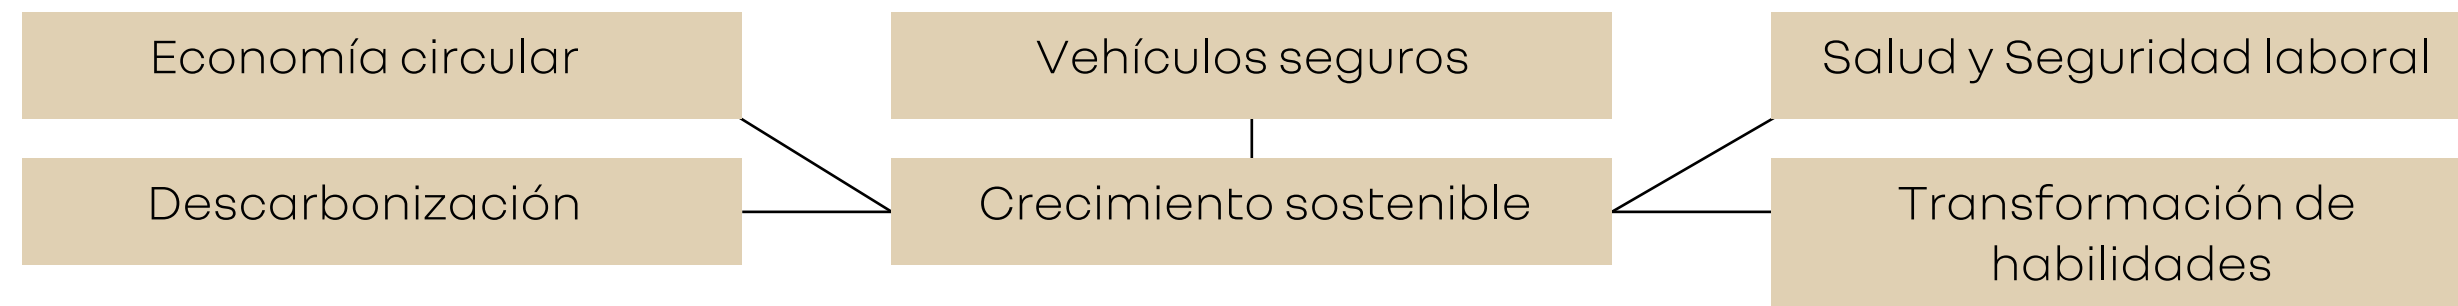 Economía circular
Vehículos seguros
Salud y Seguridad laboral
Descarbonización
Crecimiento sostenible
Transformación de
habilidades